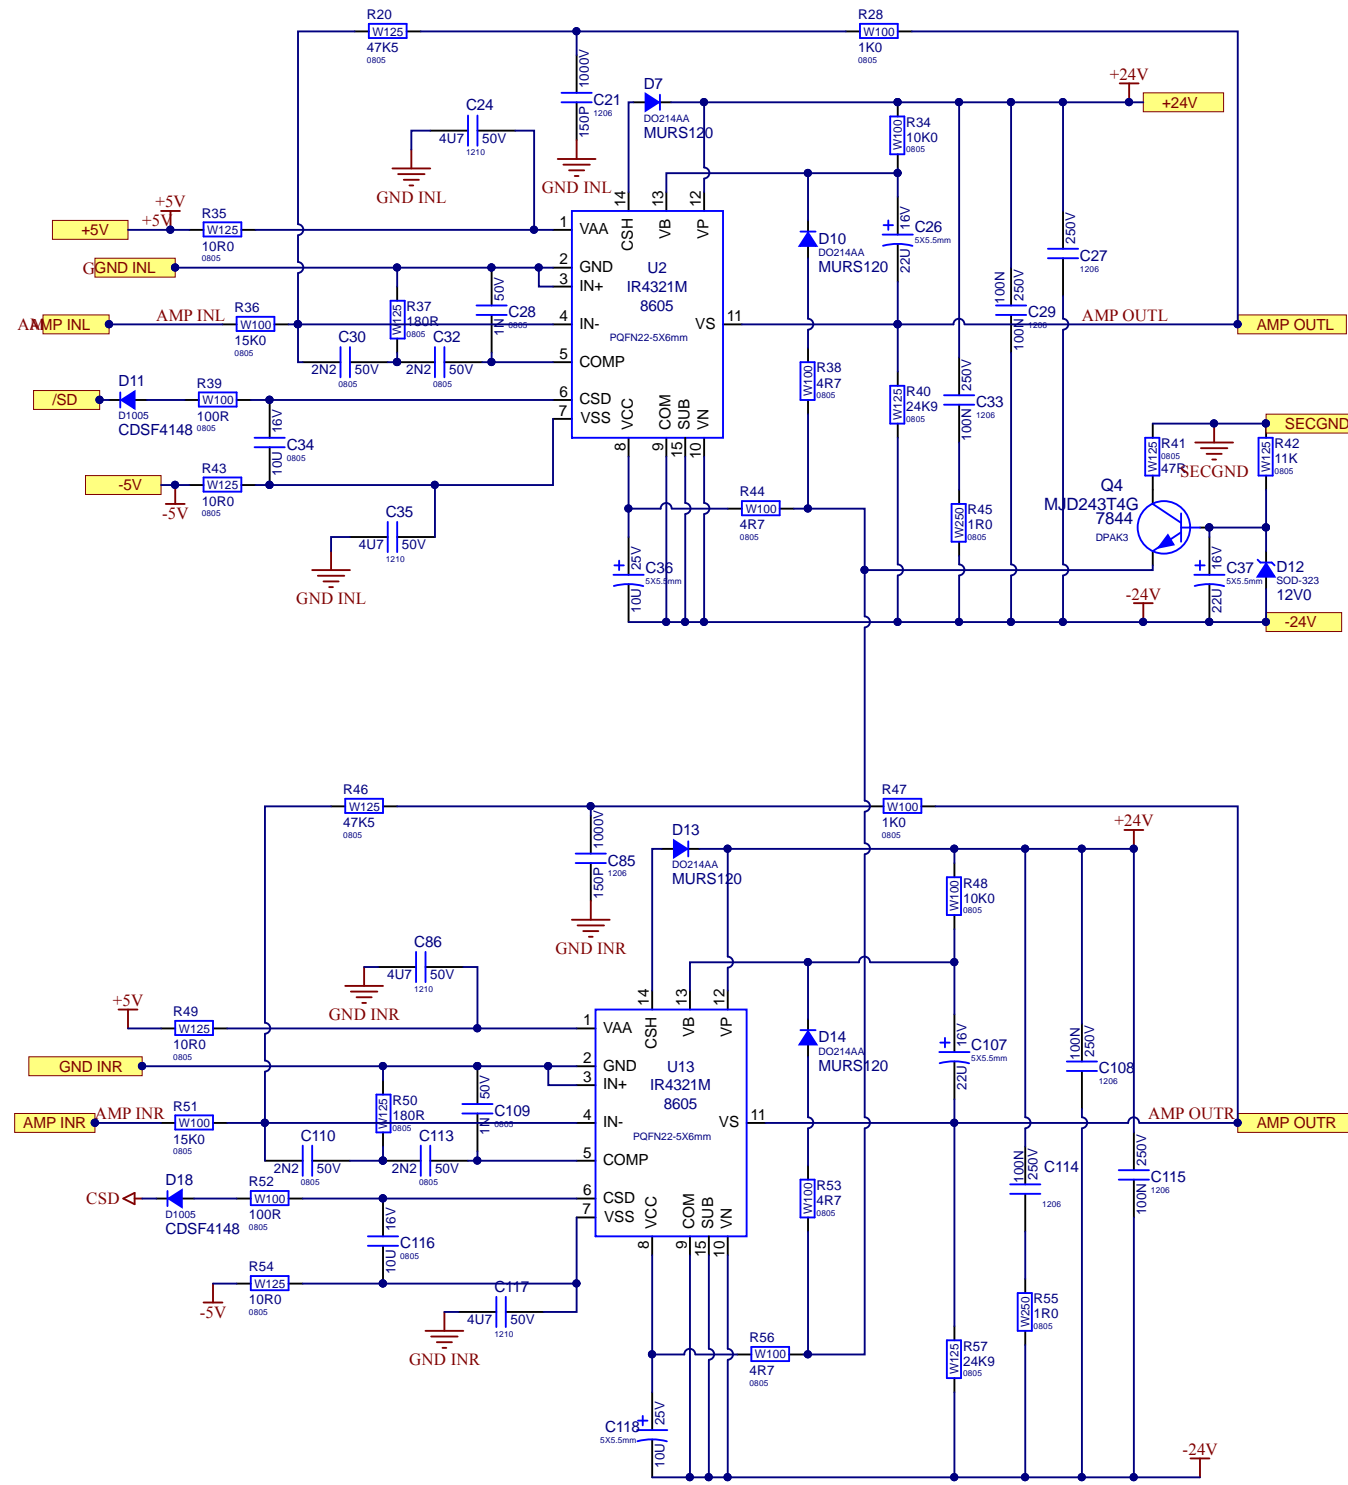 R20
W125
47K5
0805
R28
W100
1K0
0805
1000V
C21
1206
150P
GND INL
C24
4U7
50V
1210
GND INL
D7
DO214AA
MURS120
+24V
+24V
R34
W100
10K0
0805
+5V
+5V
+5V
R35
W125
10R0
0805
GND INL
AMP INL
AMP INL
R36
W100
15K0
0805
R37
W125
180R
0805
50V
C28
1N
0805
C30
2N2
50V
0805
C32
2N2
50V
0805
/SD
D11
D1005
CDSF4148
R39
W100
100R
0805
16V
C34
10U
0805
-5V
-5V
R43
W125
10R0
0805
C35
4U7
50V
1210
GND INL
14
13
12
CSH
VB
VP
1
VAA
2
GND
3
IN+
4
IN-
5
COMP
6
CSD
7
VSS
U2
IR4321M
8605
PQFN22-5X6mm
VS
11
VCC
COM
SUB
VN
8
9
15
10
D10
DO214AA
MURS120
16V
C26
5X5.5mm
22U
250V
C27
1206
100N
250V
C29
1206
100N
AMP OUTL
AMP OUTL
R38
W100
4R7
0805
R40
W125
24K9
0805
250V
C33
1206
100N
R44
W100
4R7
0805
25V
C36
5X5.5mm
10U
R45
W250
1R0
0805
SECGND
SECGND
R41
W125
0805
47R
R42
W125
11K
0805
Q4
MJD243T4G
7844
DPAK3
16V
C37
5X5.5mm
22U
D12
SOD-323
12V0
-24V
-24V
R46
W125
47K5
0805
R47
W100
1K0
0805
1000V
C85
1206
150P
GND INR
D13
DO214AA
MURS120
+24V
R48
W100
10K0
0805
C86
4U7
50V
1210
GND INR
+5V
R49
W125
10R0
0805
GND INR
AMP INR
AMP INR
R51
W100
15K0
0805
R50
W125
180R
0805
50V
C109
1N
0805
C110
2N2
50V
0805
C113
2N2
50V
0805
CSD
D18
D1005
CDSF4148
R52
W100
100R
0805
16V
C116
10U
0805
-5V
R54
W125
10R0
0805
C117
4U7
50V
1210
GND INR
14
13
12
CSH
VB
VP
1
VAA
2
GND
3
IN+
4
IN-
5
COMP
6
CSD
7
VSS
U13
IR4321M
8605
PQFN22-5X6mm
VS
11
VCC
COM
SUB
VN
8
9
15
10
D14
DO214AA
MURS120
16V
C107
5X5.5mm
22U
100N
250V
C108
1206
AMP OUTR
AMP OUTR
100N
250V
C114
1206
250V
C115
1206
100N
R53
W100
4R7
0805
R55
W250
1R0
0805
R56
W100
4R7
0805
R57
W125
24K9
0805
25V
C118
5X5.5mm
10U
-24V